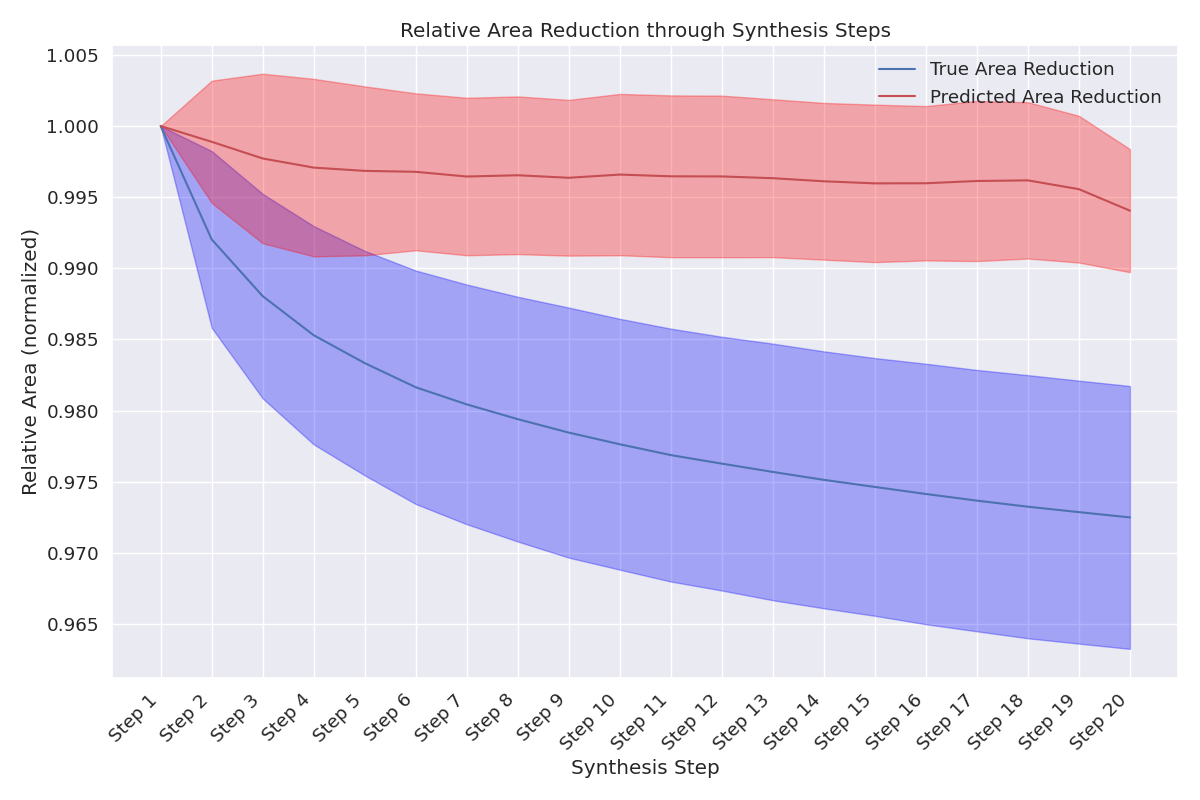 Relative Area Reduction through Synthesis Steps
True Area Reduction
Predicted Area Reduction
Relative Area (normalized)
1.005
1.000
0.995
0.990
0.985
0.980
0.975
0.970
0.965
Step 1
Step 2
Step 3
Step 4
Step 5
Step 6
Step 7
Step 8
Step 9
Step 10
Step 11
Step 12
Step 13
Step 14
Step 15
Step 16
Step 17
Step 18
Step 19
Step 20
Synthesis Step